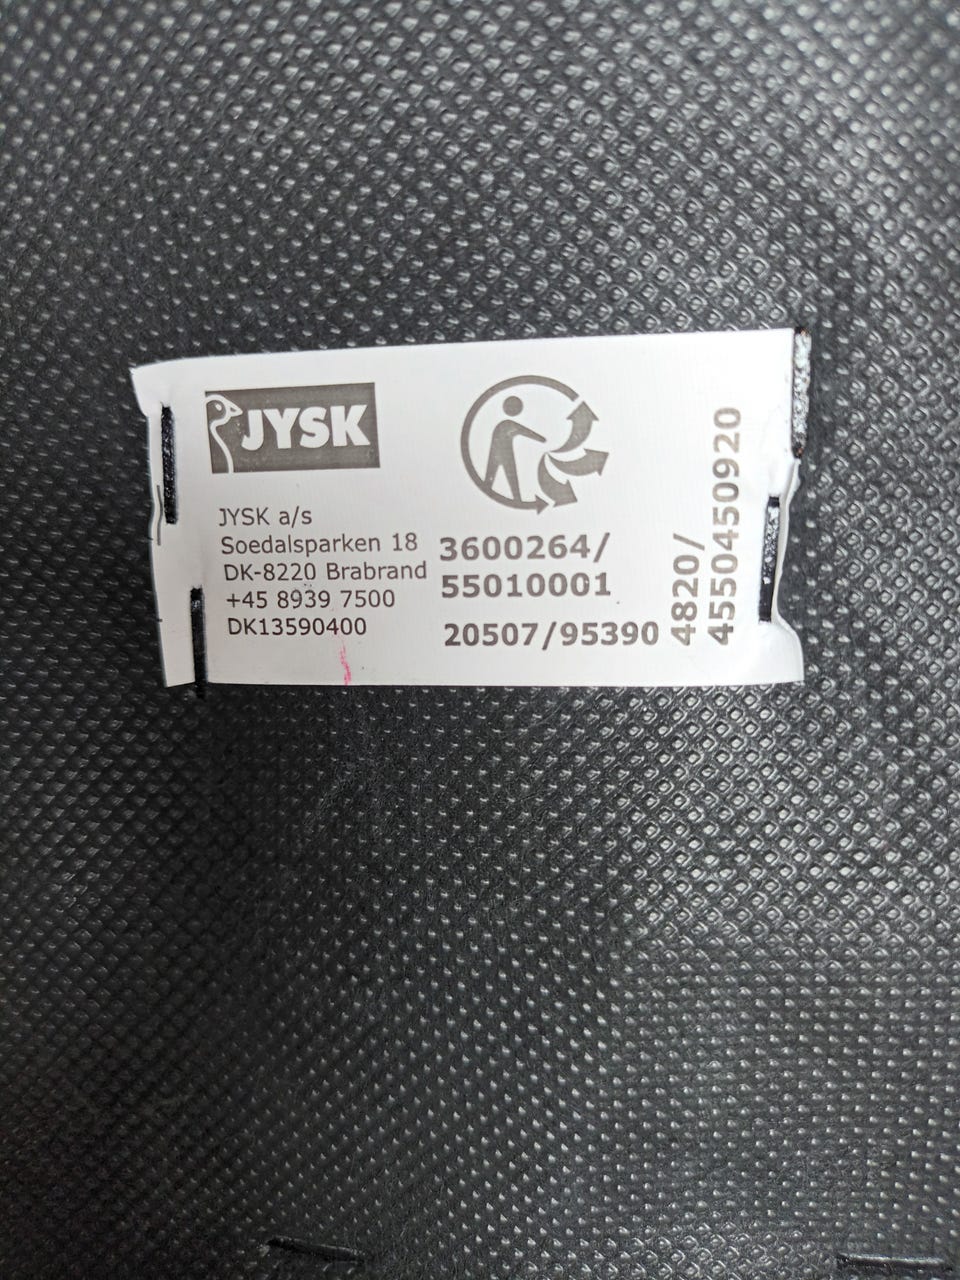 JYSK
JYSK a/s
Soedalsparken 18
DK-8220 Brabrand
+45 8939 7500
DK13590400
3600264/
55010001
20507/95390
4820/
4550450920